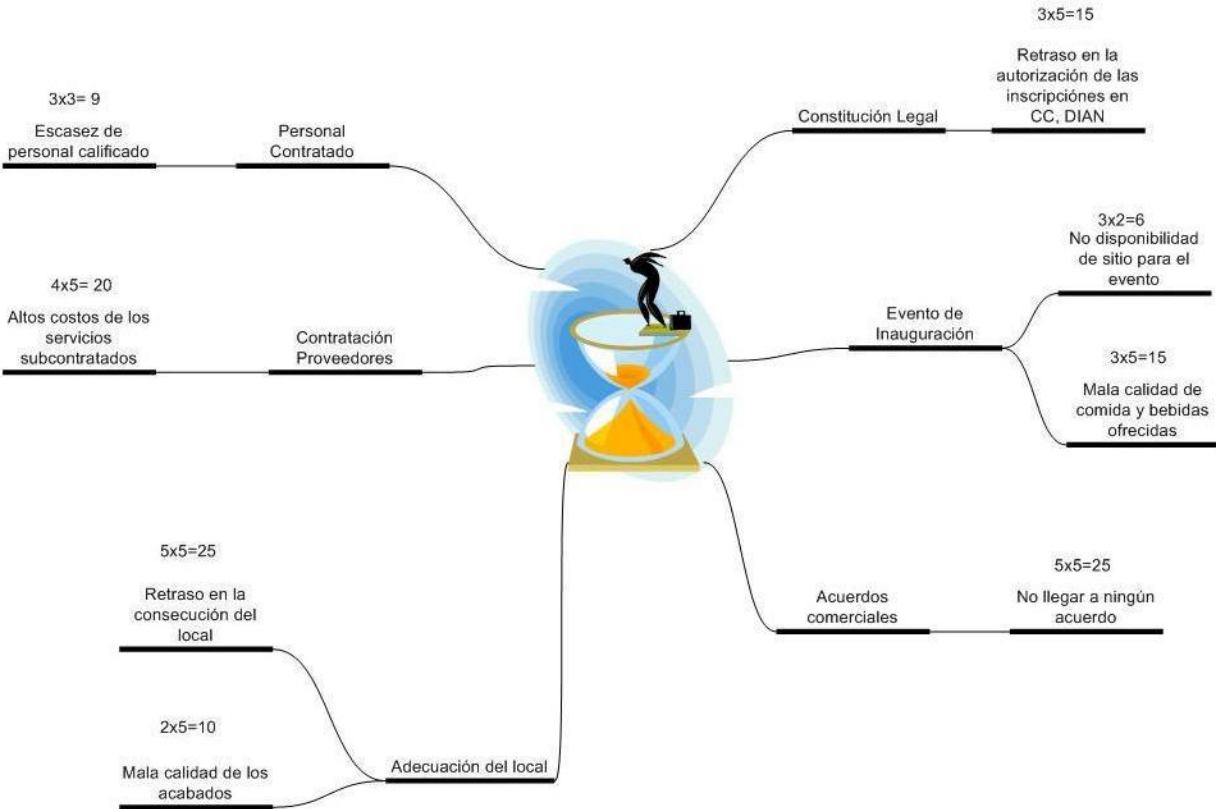 3x3= 9
Escasez de
personal calificado
Personal
Contratado
4x5= 20
Altos costos de los
servicios
subcontratados
Contratación
Proveedores
5x5=25
Retraso en la
consecución del
local
2x5=10
Mala calidad de los
acabados
Adecuación del local
3x5=15
Retraso en la
autorización de las
inscripciónes en
CC, DIAN
Constitución Legal
3x2=6
No disponibilidad
de sitio para el
evento
Evento de
Inauguración
3x5=15
Mala calidad de
comida y bebidas
ofrecidas
5x5=25
No llegar a ningún
acuerdo
Acuerdos
comerciales